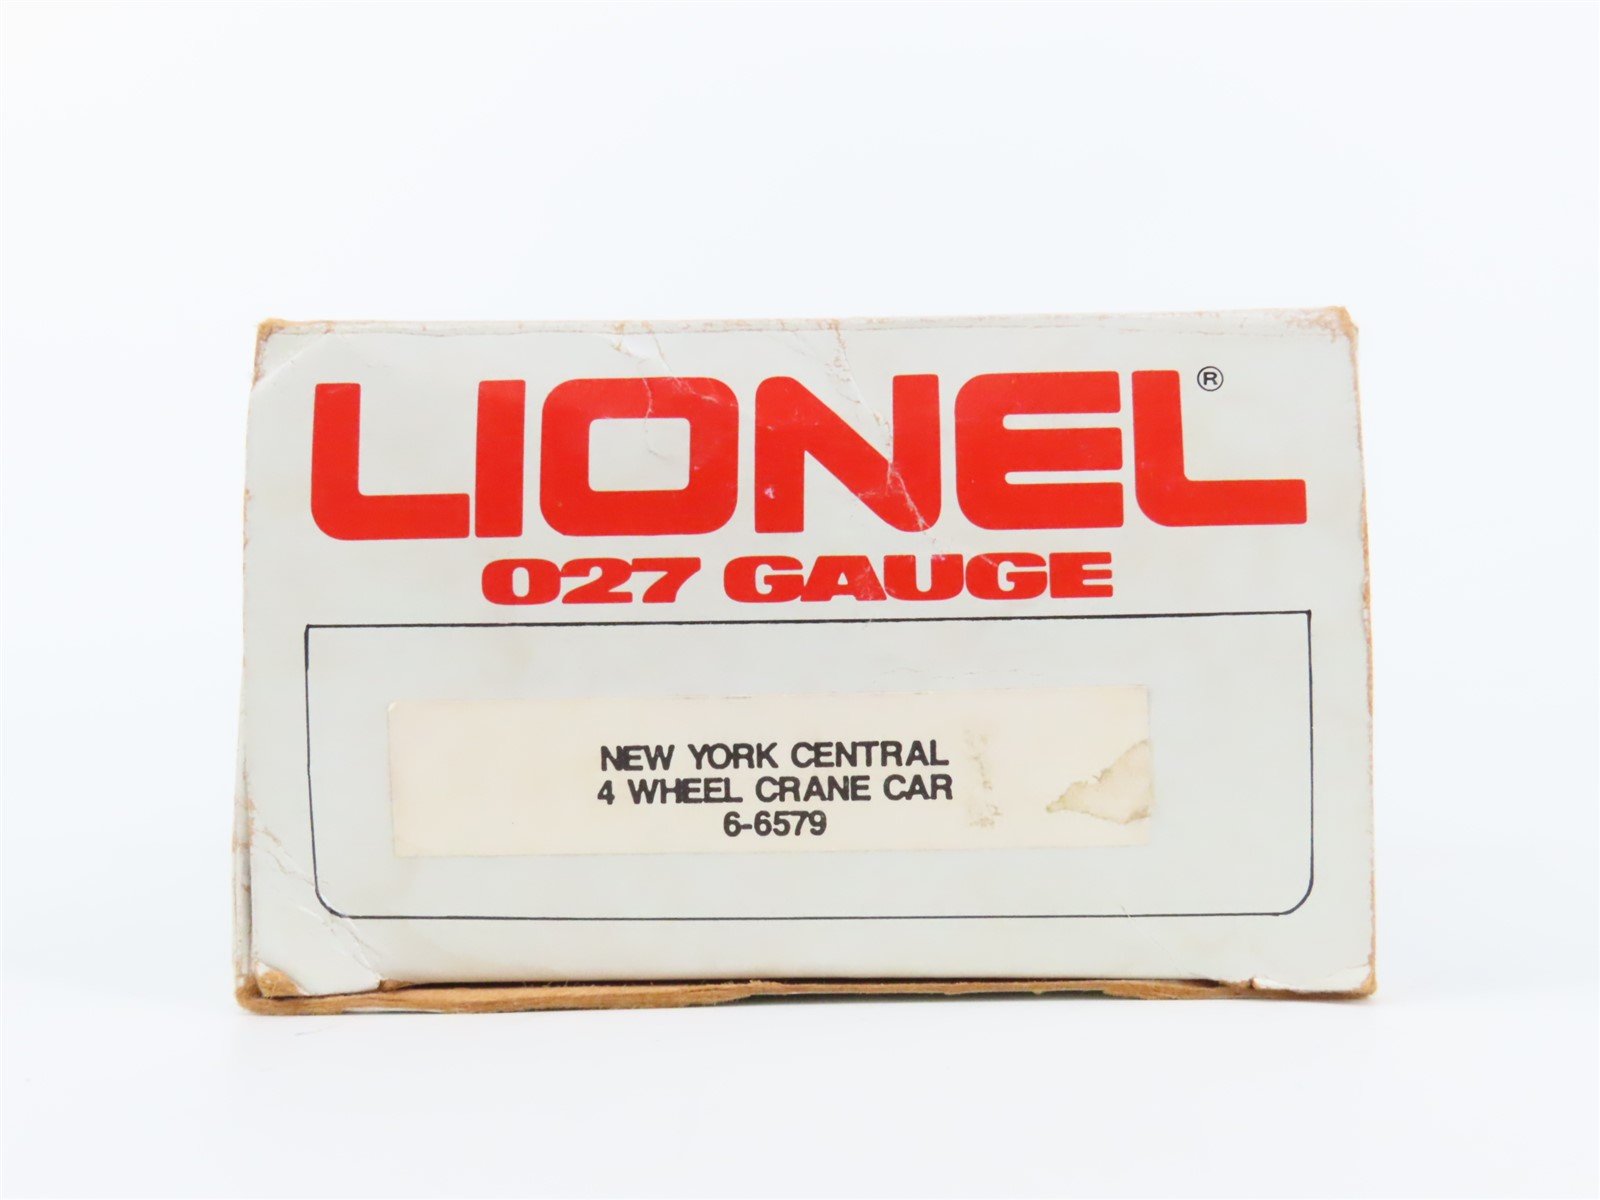 LIONEL®
027 GAUGE
NEW YORK CENTRAL
4 WHEEL CRANE CAR
6-6579